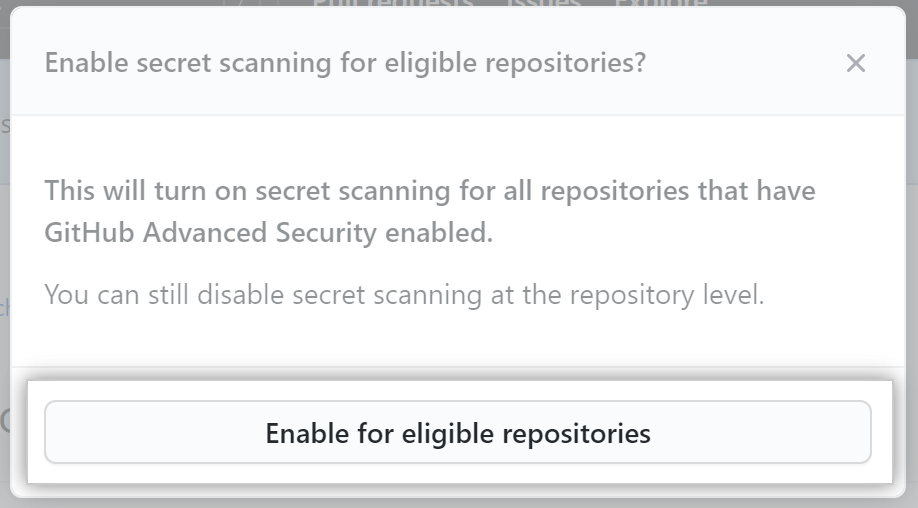 Pull requests Issues Explore
Enable secret scanning for eligible repositories?
This will turn on secret scanning for all repositories that have
GitHub Advanced Security enabled.
You can still disable secret scanning at the repository level.
Enable for eligible repositories